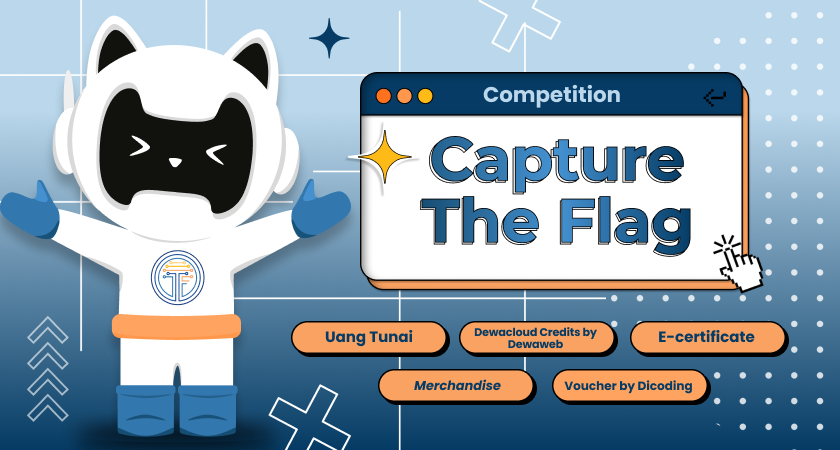 Competition
Capture
The Flag
Uang Tunai
Dewacloud Credits by
Dewaweb
E-certificate
Merchandise
Voucher by Dicoding